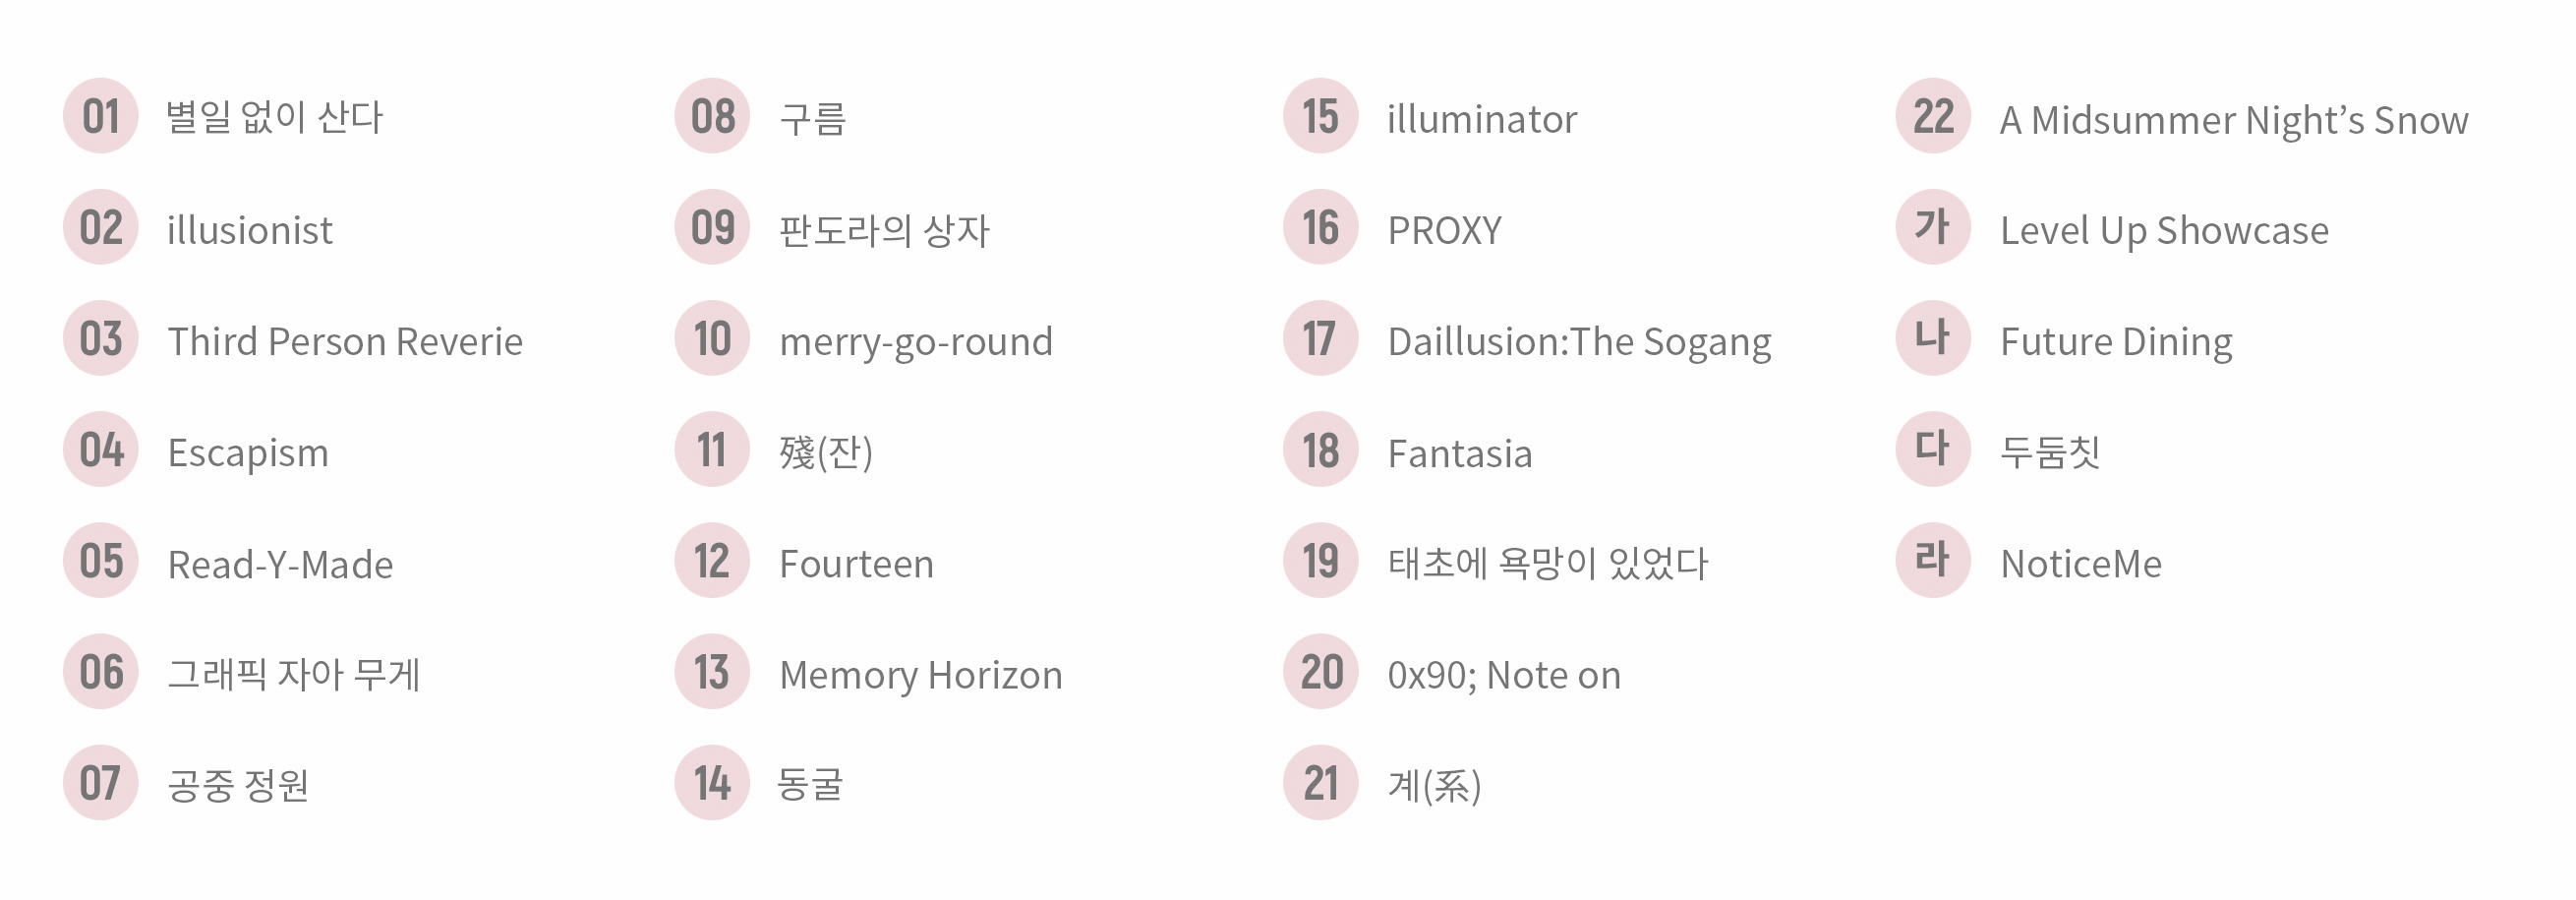 01 별일 없이 산다
02 illusionist
03 Third Person Reverie
04 Escapism
05 Read-Y-Made
06 그래픽 자아 무게
07 공중 정원
08 구름
09 판도라의 상자
10 merry-go-round
11 殘(잔)
12 Fourteen
13 Memory Horizon
14 동굴
15 illuminator
16 PROXY
17 Daillusion:The Sogang
18 Fantasia
19 태초에 욕망이 있었다
20 0x90; Note on
21 계(系)
22 A Midsummer Night’s Snow
가 Level Up Showcase
나 Future Dining
다 두둠칫
라 NoticeMe